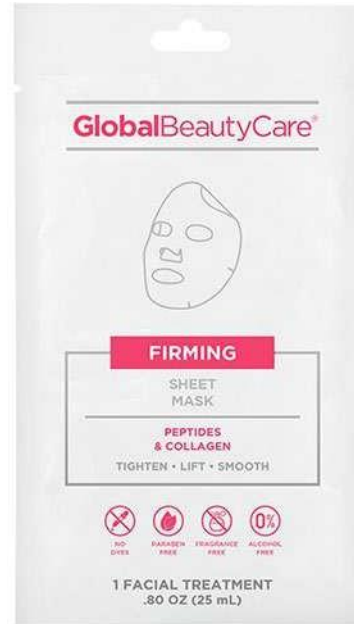 GlobalBeautyCare®
FIRMING
SHEET
MASK
PEPTIDES
& COLLAGEN
TIGHTEN • LIFT • SMOOTH
0%
NO
DYES
PARABEN
FREE
FRAGRANCE
FREE
ALCOHOL
FREE
1 FACIAL TREATMENT
.80 OZ (25 mL)